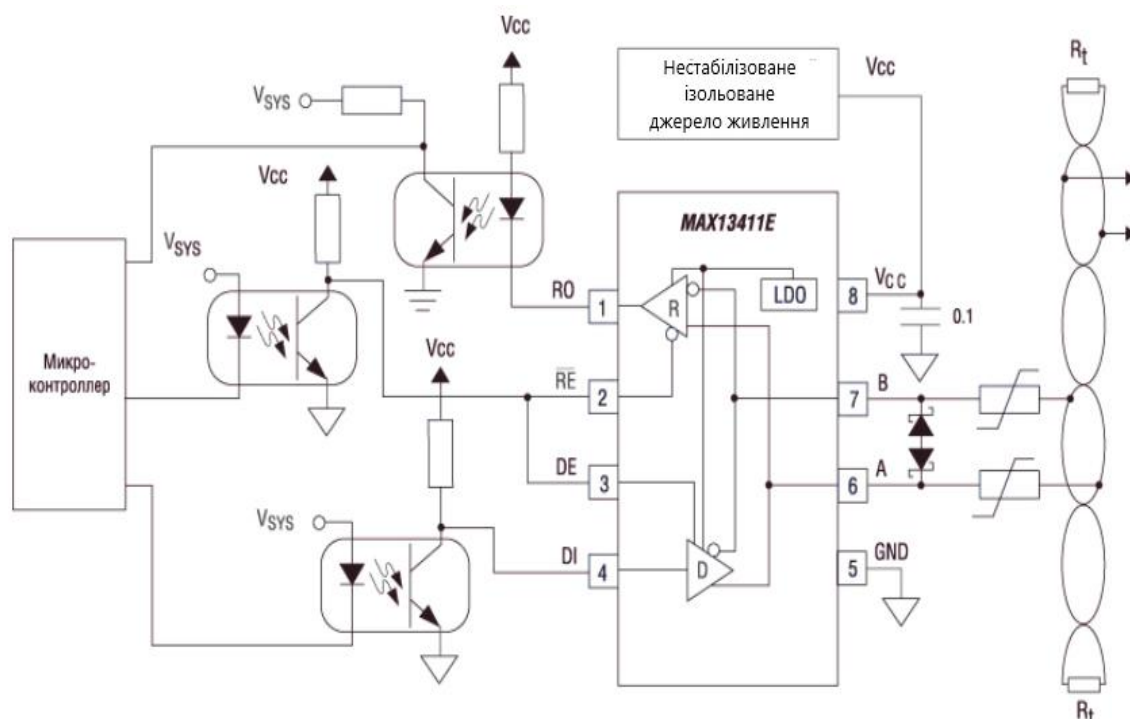 Vcc
VSYS
Нестабілізоване
ізольоване
джерело живлення
Vcc
Rt
Vcc
VSYS
MAX13411E
Микро-
контроллер
RO
1
R
LDO
8
VCC
0.1
Vcc
RE
2
7
B
DE
3
6
A
VSYS
DI
4
D
5
GND
Rt